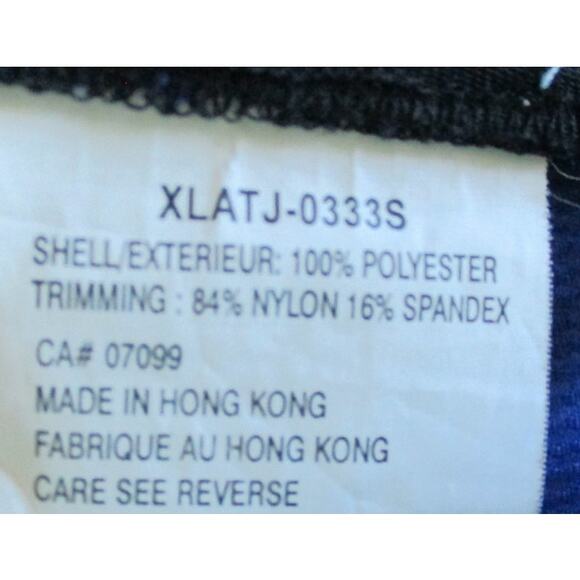 XLATJ-0333S
SHELL/EXTERIEUR: 100% POLYESTER
TRIMMING : 84% NYLON 16% SPANDEX
CA# 07099
MADE IN HONG KONG
FABRIQUE AU HONG KONG
CARE SEE REVERSE